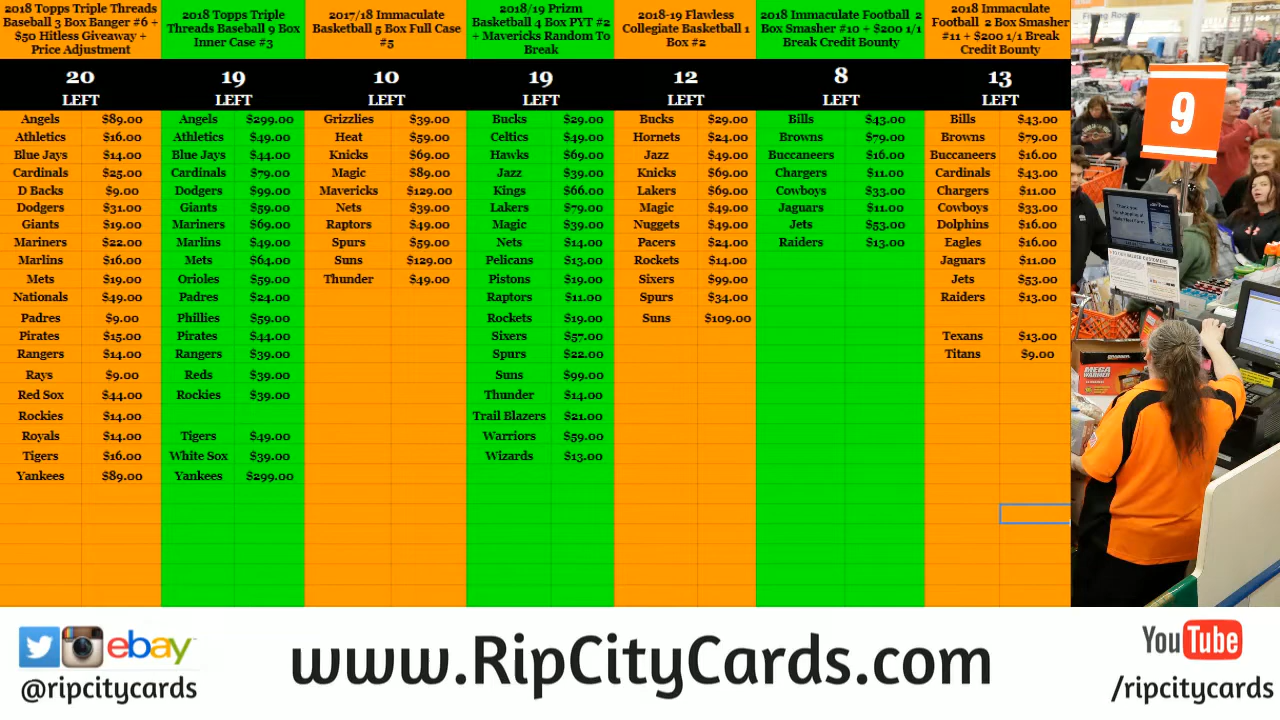 2018 Topps Triple Threads
Baseball 3 Box Banger #6 +
$50 Hitless Giveaway +
Price Adjustment
2018 Topps Triple
Threads Baseball 9 Box
Inner Case #3
2017/18 Immaculate
Basketball 5 Box Full Case
#5
2018/19 Prizm
Basketball 4 Box PYT #2
+ Mavericks Random To
Break
2018-19 Flawless
Collegiate Basketball 1
Box #2
2018 Immaculate Football 2
Box Smasher #10 + $200 1/1
Break Credit Bounty
2018 Immaculate
Football 2 Box Smasher
#11 + $200 1/1 Break
Credit Bounty
20 19 10 19 12 8 13
LEFT LEFT LEFT LEFT LEFT LEFT LEFT
Angels $89.00 Angels $299.00 Grizzlies $39.00 Bucks $29.00 Bucks $29.00 Bills $43.00 Bills $43.00
Athletics $16.00 Athletics $49.00 Heat $59.00 Celtics $49.00 Hornets $24.00 Browns $79.00 Browns $79.00
Blue Jays $14.00 Blue Jays $44.00 Knicks $69.00 Hawks $69.00 Jazz $49.00 Buccaneers $16.00 Buccaneers $16.00
Cardinals $25.00 Cardinals $79.00 Magic $89.00 Jazz $39.00 Knicks $69.00 Chargers $11.00 Cardinals $43.00
D Backs $9.00 Dodgers $99.00 Mavericks $129.00 Kings $66.00 Lakers $69.00 Cowboys $33.00 Chargers $11.00
Dodgers $31.00 Giants $59.00 Nets $39.00 Lakers $79.00 Magic $49.00 Jaguars $11.00 Cowboys $33.00
Giants $19.00 Mariners $69.00 Raptors $49.00 Magic $39.00 Nuggets $49.00 Jets $53.00 Dolphins $16.00
Mariners $22.00 Marlins $49.00 Spurs $59.00 Nets $14.00 Pacers $24.00 Raiders $13.00 Eagles $16.00
Marlins $16.00 Mets $64.00 Suns $129.00 Pelicans $13.00 Rockets $14.00 Jaguars $11.00
Mets $19.00 Orioles $59.00 Thunder $49.00 Pistons $19.00 Sixers $99.00 Jets $53.00
Nationals $49.00 Padres $24.00 Raptors $11.00 Spurs $34.00 Raiders $13.00
Padres $9.00 Phillies $59.00 Rockets $19.00 Suns $109.00
Pirates $15.00 Pirates $44.00 Sixers $57.00 Texans $13.00
Rangers $14.00 Rangers $39.00 Spurs $22.00 Titans $9.00
Rays $9.00 Reds $39.00 Suns $99.00
Red Sox $44.00 Rockies $39.00 Thunder $14.00
Rockies $14.00 Trail Blazers $21.00
Royals $14.00 Tigers $49.00 Warriors $59.00
Tigers $16.00 White Sox $39.00 Wizards $13.00
Yankees $89.00 Yankees $299.00
9
MEGA
WARMER
ebay
@ripcitycards
www.RipCityCards.com
YouTube
/ripcitycards